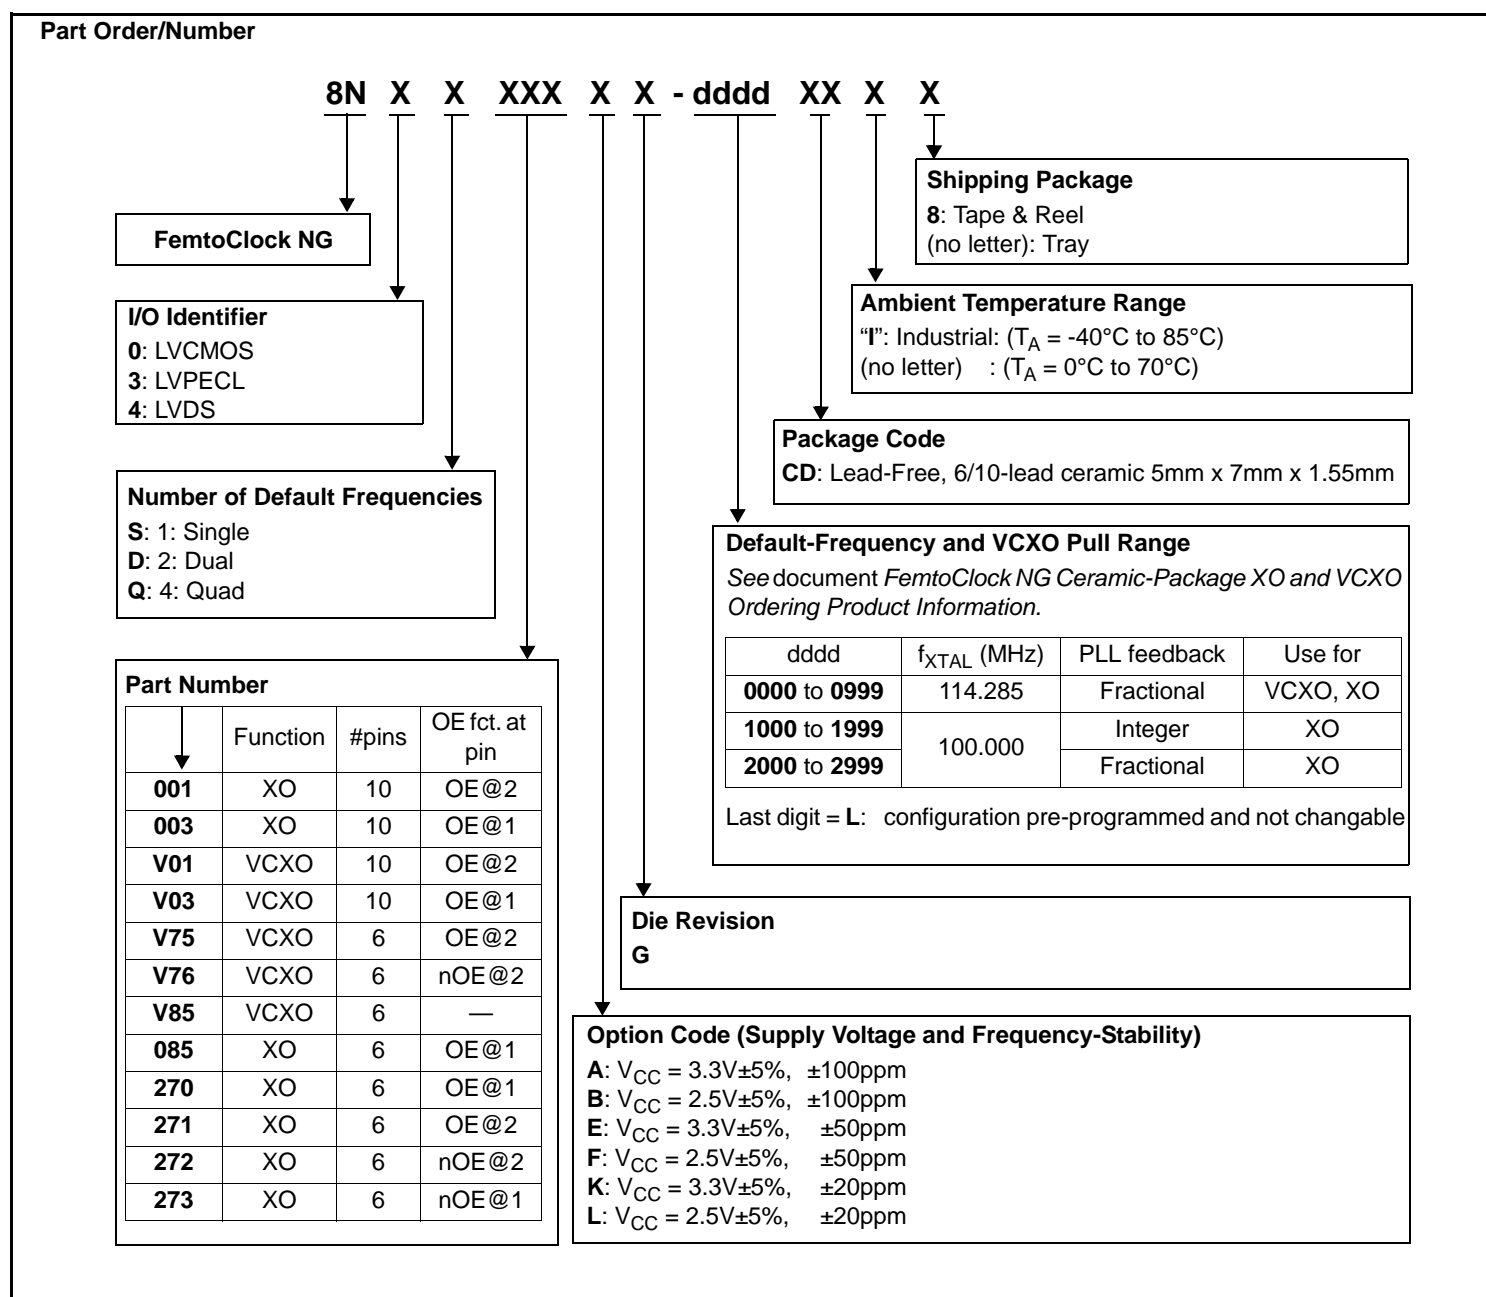 Part Order/Number
8N X X XXX X X - dddd XX X X
Shipping Package
8: Tape & Reel
(no letter): Tray
FemtoClock NG
Ambient Temperature Range
“I”: Industrial: (TA = -40°C to 85°C)
(no letter) : (TA = 0°C to 70°C)
I/O Identifier
0: LVCMOS
3: LVPECL
4: LVDS
Package Code
CD: Lead-Free, 6/10-lead ceramic 5mm x 7mm x 1.55mm
Number of Default Frequencies
S: 1: Single
D: 2: Dual
Q: 4: Quad
Default-Frequency and VCXO Pull Range
See document FemtoClock NG Ceramic-Package XO and VCXO
Ordering Product Information.
dddd fXTAL (MHz) PLL feedback Use for
0000 to 0999 114.285 Fractional VCXO, XO
1000 to 1999 100.000 Integer XO
2000 to 2999 Fractional XO
Last digit = L: configuration pre-programmed and not changable
Part Number
Function #pins OE fct. at
pin
001 XO 10 OE@2
003 XO 10 OE@1
V01 VCXO 10 OE@2
V03 VCXO 10 OE@1
V75 VCXO 6 OE@2
V76 VCXO 6 nOE@2
V85 VCXO 6 —
085 XO 6 OE@1
270 XO 6 OE@1
271 XO 6 OE@2
272 XO 6 nOE@2
273 XO 6 nOE@1
Die Revision
G
Option Code (Supply Voltage and Frequency-Stability)
A: VCC = 3.3V±5%, ±100ppm
B: VCC = 2.5V±5%, ±100ppm
E: VCC = 3.3V±5%, ±50ppm
F: VCC = 2.5V±5%, ±50ppm
K: VCC = 3.3V±5%, ±20ppm
L: VCC = 2.5V±5%, ±20ppm